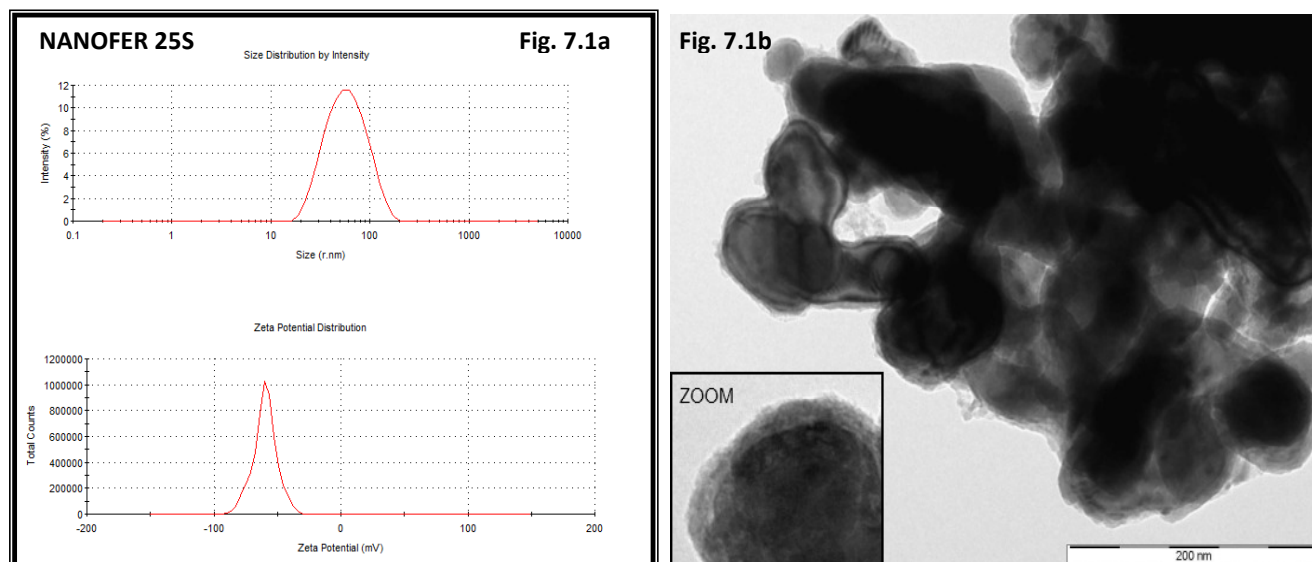 NANOFER 25S Fig. 7.1a
Size Distribution by Intensity
Intensity (%)
12
10
8
6
4
2
0
0.1 1 10 100 1000 10000
Size (r.nm)
Zeta Potential Distribution
Total Counts
1200000
1000000
800000
600000
400000
200000
0
-200 -100 0 100 200
Zeta Potential (mV)
Fig. 7.1b
ZOOM
200 nm